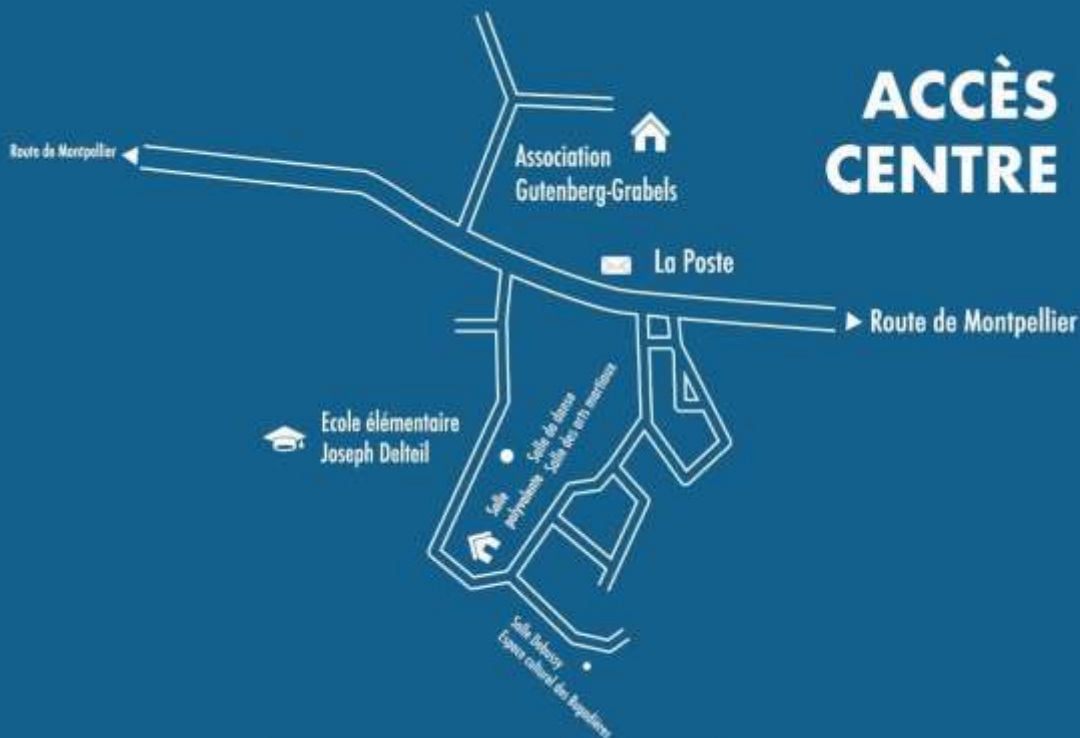 ACCÈS
CENTRE
Route de Montpellier
Association
Gutenberg-Grabels
La Poste
Route de Montpellier
Ecole élémentaire
Joseph Delteil
Salle de danse
Salle des arts martiaux
Salle
polyvalente
Salle Debussy
Espace culturel des